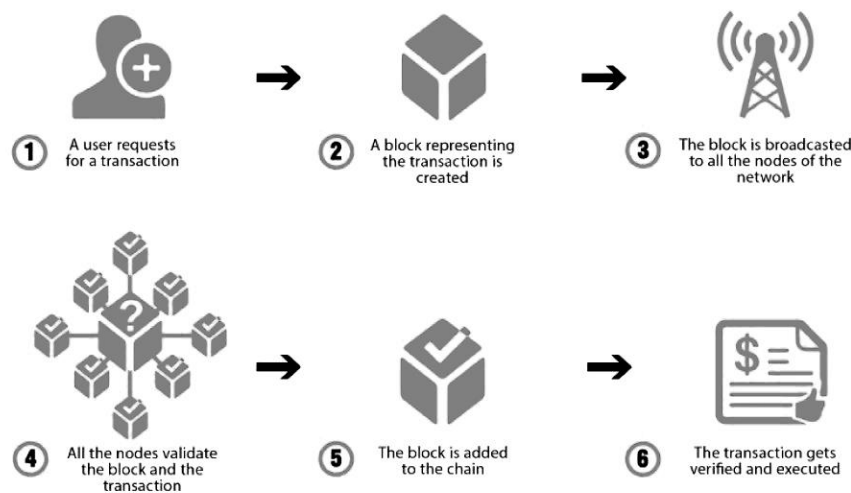 1
A user requests
for a transaction
2
A block representing
the transaction is
created
3
The block is broadcasted
to all the nodes of the
network
?
4
All the nodes validate
the block and the
transaction
5
The block is added
to the chain
$
6
The transaction gets
verified and executed